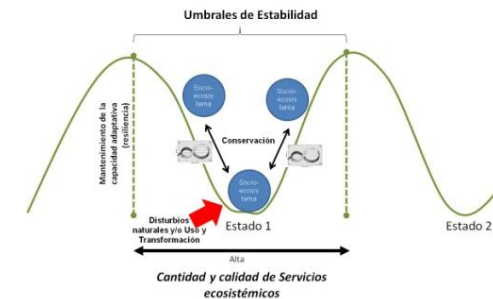 Umbrales de Estabilidad
Mantenimiento de la
capacidad adaptativa
(resiliencia)
Socio-
ecosis
tema
Socio-
ecosis
tema
Conservación
Socio-
ecosis
tema
Disturbios
naturales y/o Uso y
Transformación
Estado 1
Estado 2
Alta
Cantidad y calidad de Servicios
ecosistémicos